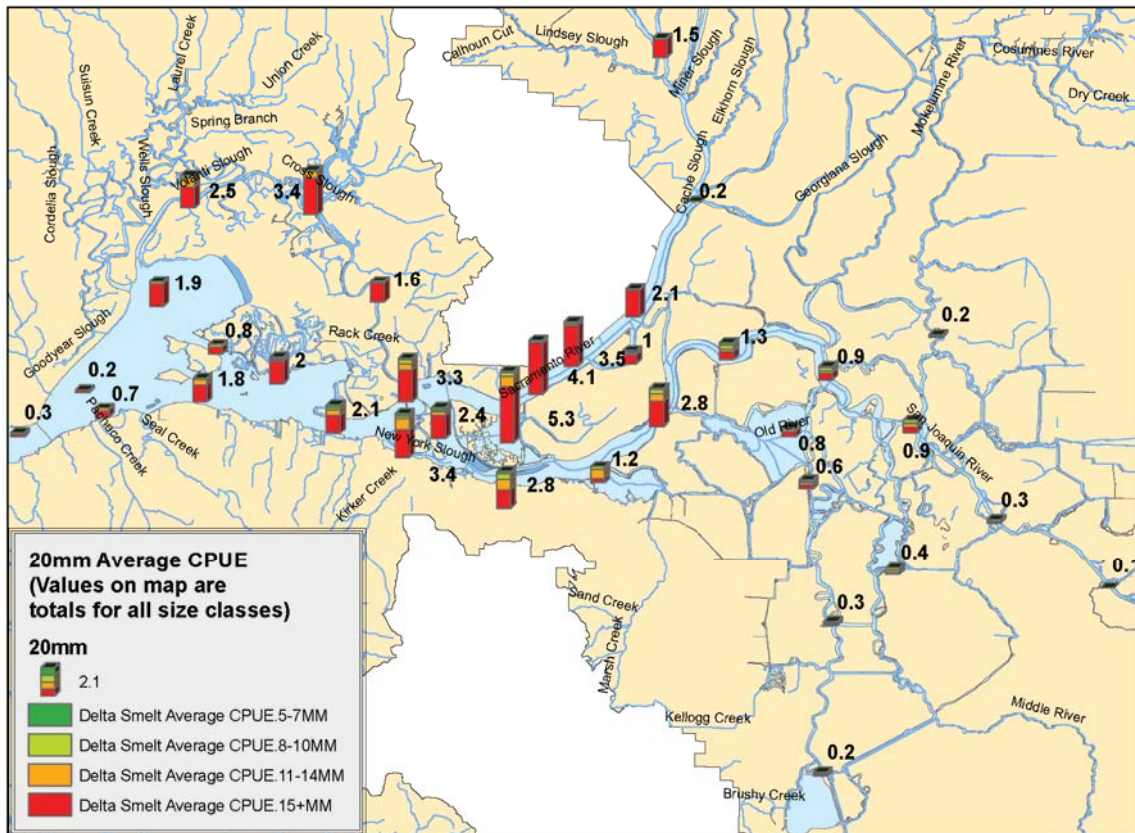 Calhoun Cut
Lindsey Slough
1.5
Miner Slough
Elkhorn Slough
Mokelumne River
Cosumnes River
Dry Creek
Suisun Creek
Laurel Creek
Union Creek
Spring Branch
Cordelia Slough
Wells Slough
Volanti Slough
2.5
Cross Slough
3.4
Cache Slough
0.2
Georgiana Slough
1.9
1.6
2.1
Goodyear Slough
0.8
Rack Creek
2
1
3.5
1.3
0.2
0.2
0.7
1.8
3.3
Sacramento River
4.1
0.9
0.3
Pacheco Creek
Seal Creek
2.1
2.4
5.3
2.8
Old River
0.8
San Joaquin River
0.9
New York Slough
3.4
Kirker Creek
2.8
1.2
0.6
0.3
0.4
0.1
20mm Average CPUE
(Values on map are
totals for all size classes)
20mm
2.1
Delta Smelt Average CPUE.5-7MM
Delta Smelt Average CPUE.8-10MM
Delta Smelt Average CPUE.11-14MM
Delta Smelt Average CPUE.15+MM
Sand Creek
Marsh Creek
0.3
Kellogg Creek
Middle River
0.2
Brushy Creek